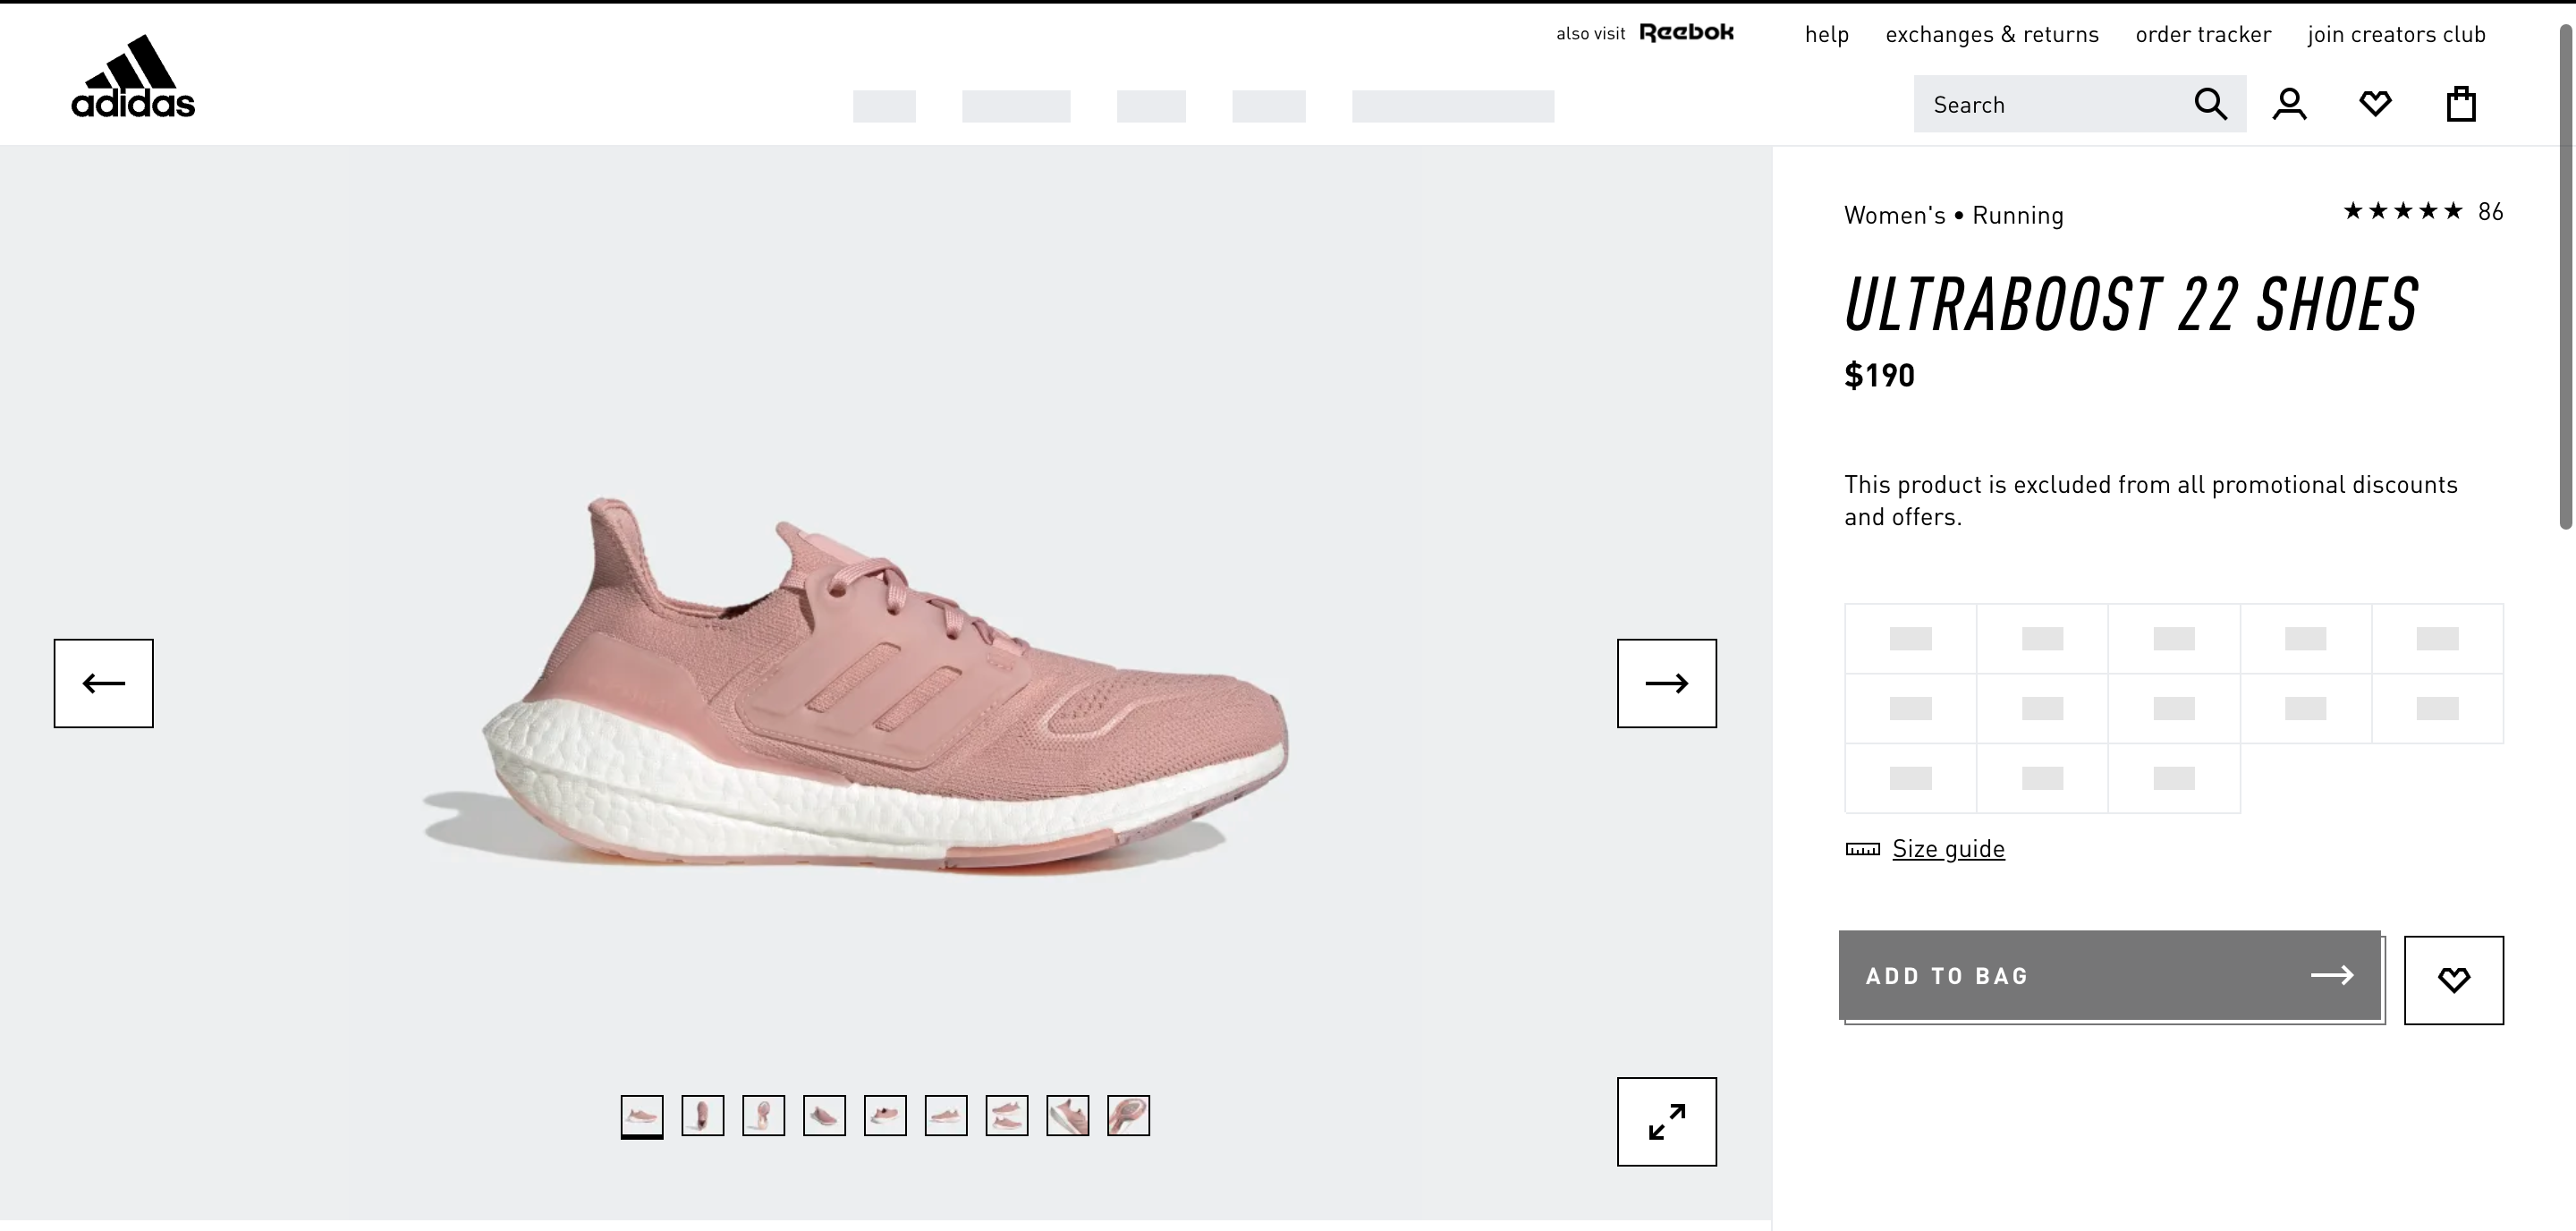 also visit Reebok
help
exchanges & returns
order tracker
join creators club
adidas
Search
Women's • Running
★★★★★ 86
ULTRABOOST 22 SHOES
$190
This product is excluded from all promotional discounts
and offers.
Size guide
ADD TO BAG